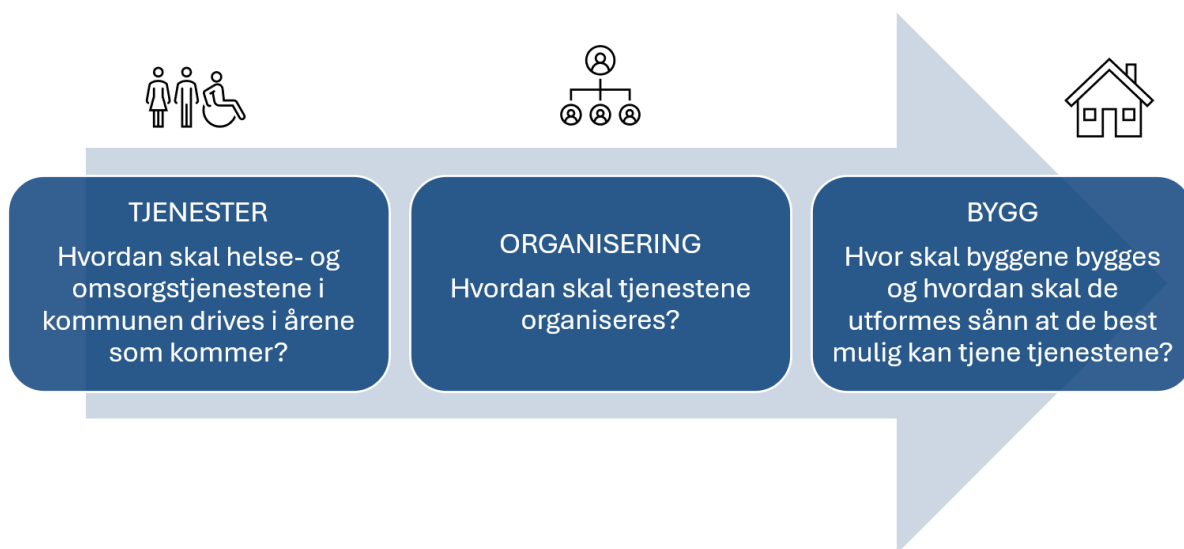 TJENESTER
Hvordan skal helse- og
omsorgstjenestene i
kommunen drives i årene
som kommer?
ORGANISERING
Hvordan skal tjenestene
organiseres?
BYGG
Hvor skal byggene bygges
og hvordan skal de
utformes sånn at de best
mulig kan tjene tjenestene?